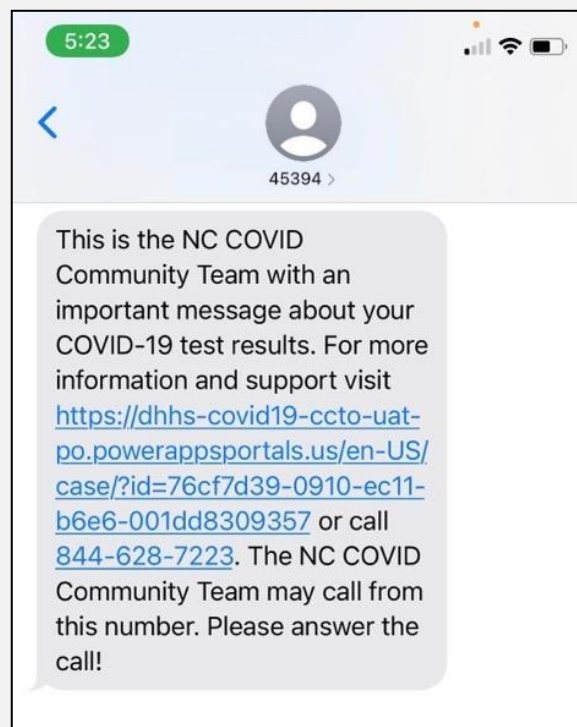 5:23
45394 >
This is the NC COVID
Community Team with an
important message about your
COVID-19 test results. For more
information and support visit
https://dhhs-covid19-ccto-uat-
po.powerappsportals.us/en-US/
case/?id=76cf7d39-0910-ec11-
b6e6-001dd8309357 or call
844-628-7223. The NC COVID
Community Team may call from
this number. Please answer the
call!